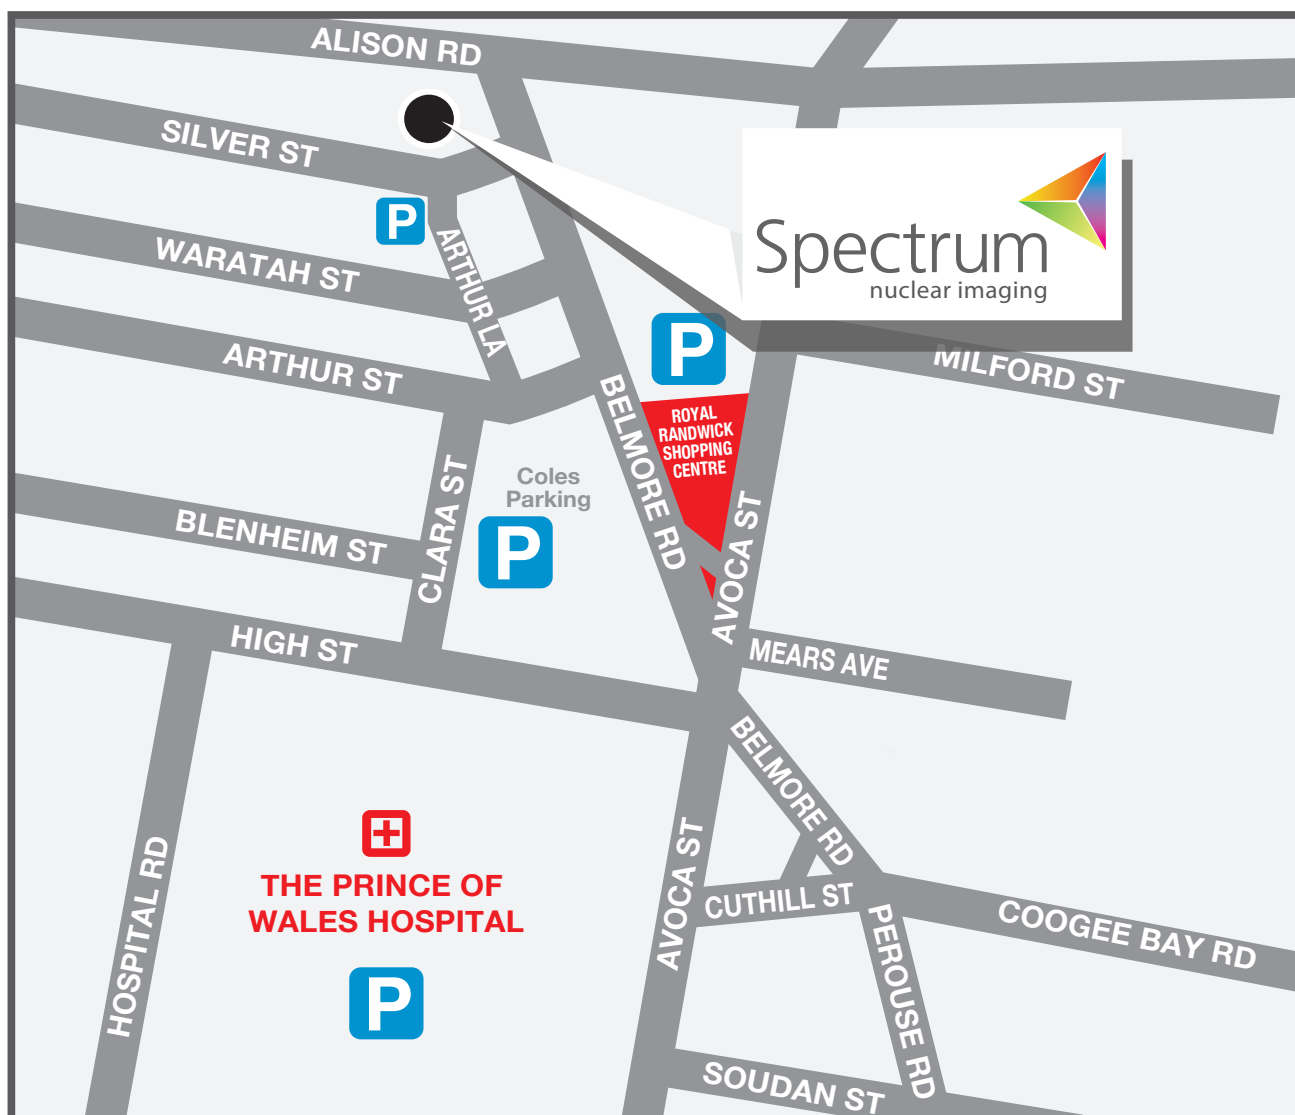 ALISON RD
SILVER ST
P
WARATAH ST
ARTHUR LA
ARTHUR ST
Spectrum
nuclear imaging
P
MILFORD ST
ROYAL
RANDWICK
SHOPPING
CENTRE
BELMORE RD
AVOCA ST
Coles
Parking
P
CLARA ST
BLENHEIM ST
HIGH ST
MEARS AVE
BELMORE RD
HOSPITAL RD
THE PRINCE OF
WALES HOSPITAL
P
AVOCA ST
CUTHILL ST
COOGEE BAY RD
PEROUSE RD
SOUDAN ST